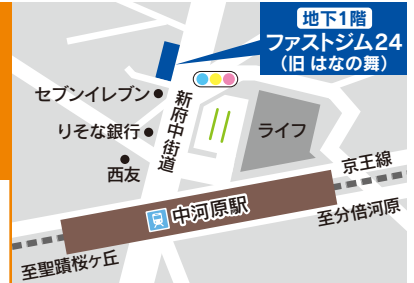 地下1階
ファストジム24
（旧 はなの舞）
セブンイレブン
新府中街道
りそな銀行
ライフ
西友
京王線
中河原駅
至分倍河原
至聖蹟桜ヶ丘